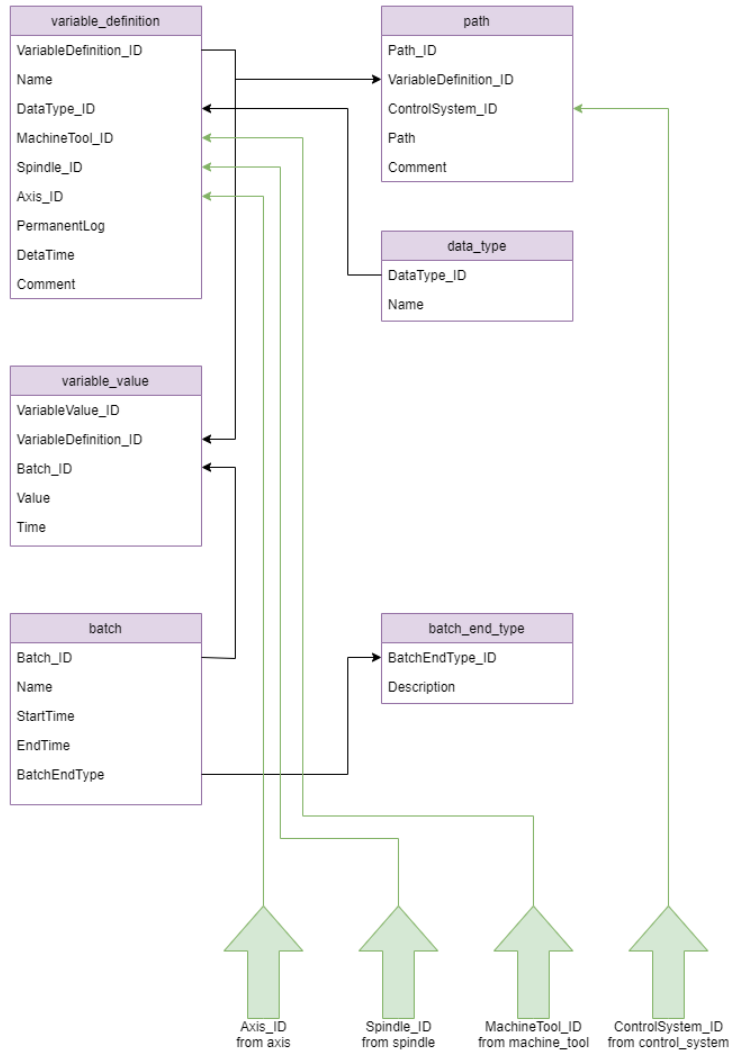 variable_definition
VariableDefinition_ID
Name
DataType_ID
MachineTool_ID
Spindle_ID
Axis_ID
PermanentLog
DetaTime
Comment
path
Path_ID
VariableDefinition_ID
ControlSystem_ID
Path
Comment
data_type
DataType_ID
Name
variable_value
VariableValue_ID
VariableDefinition_ID
Batch_ID
Value
Time
batch
Batch_ID
Name
StartTime
EndTime
BatchEndType
batch_end_type
BatchEndType_ID
Description
Axis_ID
from axis
Spindle_ID
from spindle
MachineTool_ID
from machine_tool
ControlSystem_ID
from control_system